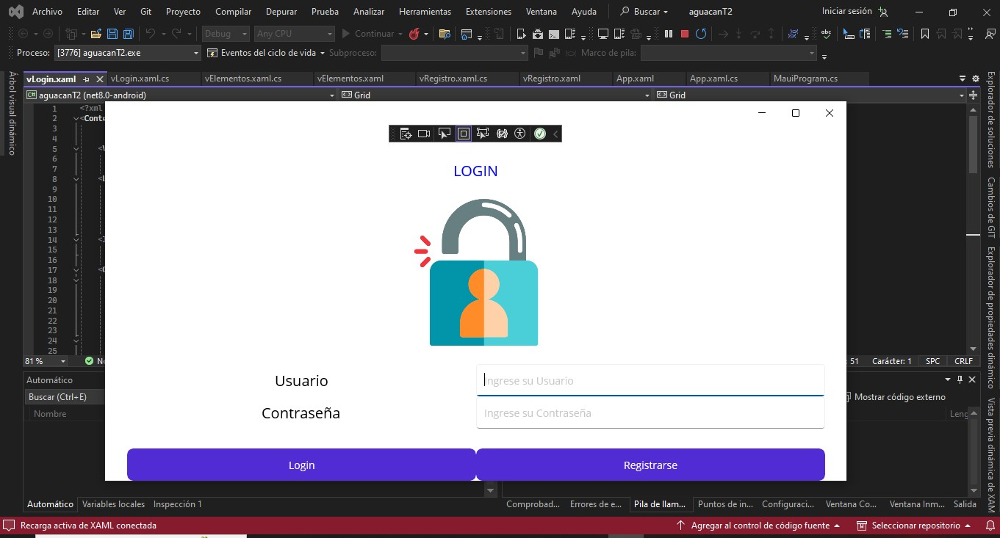 Archivo Editar Ver Git Proyecto Compilar Depurar Prueba Analizar Herramientas Extensiones Ventana Ayuda Buscar aguacanT2 Iniciar sesión
Debug Any CPU Continuar
Proceso: [3776] aguacanT2.exe Eventos del ciclo de vida Subproceso: Marco de pila:
vLogin.xaml vLogin.xaml.cs vElementos.xaml.cs vElementos.xaml vRegistro.xaml.cs vRegistro.xaml App.xaml App.xaml.cs MauiProgram.cs
aguacanT2 (net8.0-android) Grid Grid
Árbol visual dinámico
1 <?xml
2 <Conte
3
4
5
6
7
8 <L
9
10
11
12
13
14
15
16
17
18
19
20
21
22
23
24
25
LOGIN
Usuario Ingrese su Usuario
Contraseña Ingrese su Contraseña
Login Registrarse
81 % 51 Carácter: 1 SPC CRLF
Automático
Buscar (Ctrl+E) Mostrar código externo
Nombre Leng
Automático Variables locales Inspección 1 Comprobad... Errores de e... Pila de llam... Puntos de in... Configuraci... Ventana Co... Ventana Inm... Salida
Recarga activa de XAML conectada Agregar al control de código fuente Seleccionar repositorio
Explorador de soluciones
Cambios de GIT
Explorador de propiedades dinámico
Vista previa dinámica de XAM